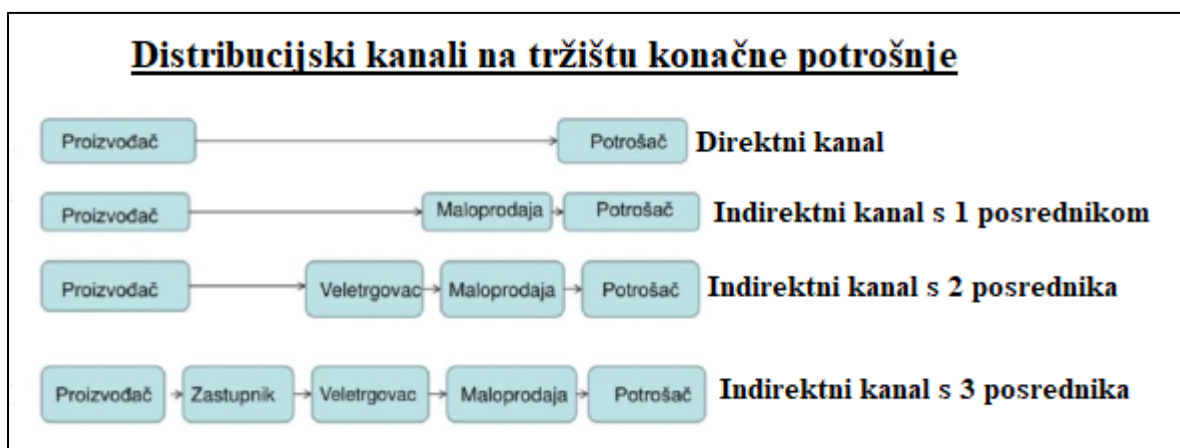 Distribucijski kanali na tržištu konačne potrošnje
Proizvođač Potrošač Direktni kanal
Proizvođač Maloprodaja Potrošač Indirektni kanal s 1 posrednikom
Proizvođač Veletrgovac Maloprodaja Potrošač Indirektni kanal s 2 posrednika
Proizvođač Zastupnik Veletrgovac Maloprodaja Potrošač Indirektni kanal s 3 posrednika